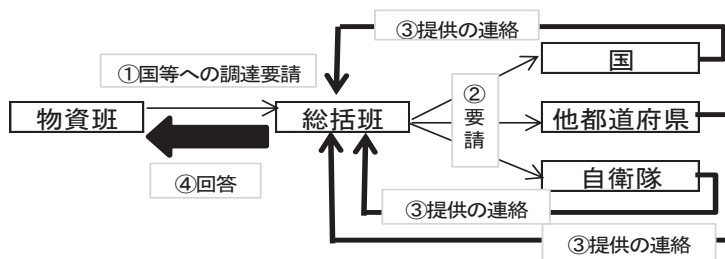 ③提供の連絡
国
①国等への調達要請
②要請
物資班
総括班
他都道府県
④回答
自衛隊
③提供の連絡
③提供の連絡